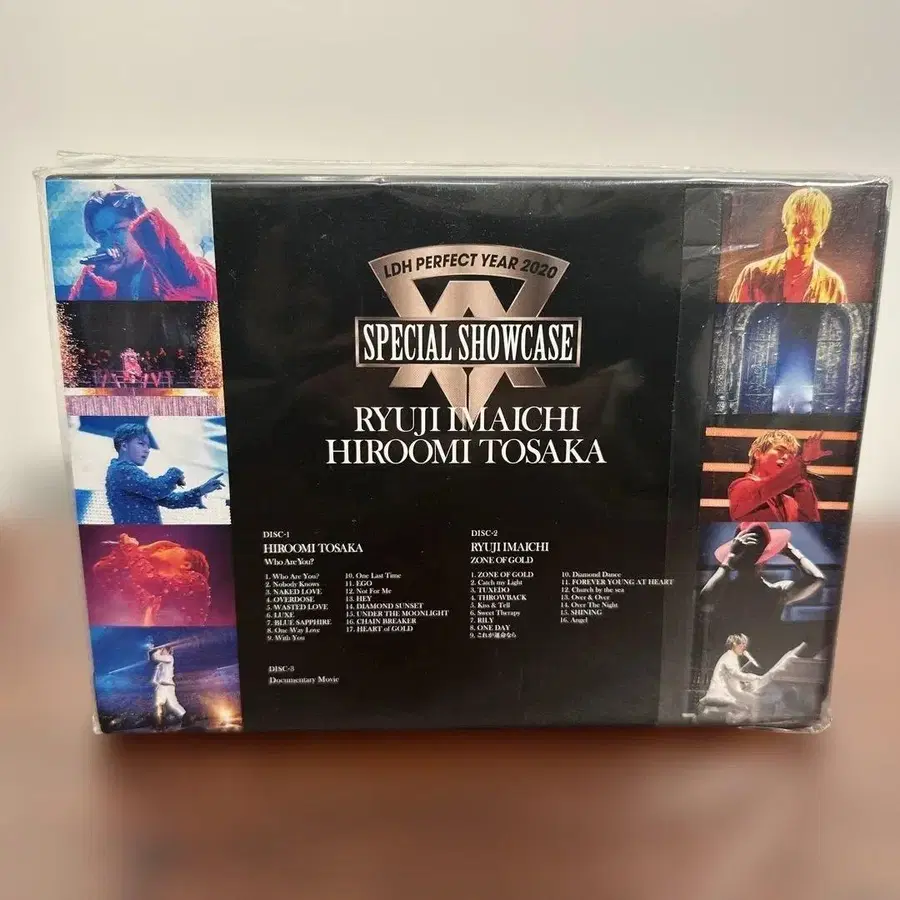 LDH PERFECT YEAR 2020
SPECIAL SHOWCASE
RYUJI IMAICHI
HIROOMI TOSAKA
DISC-1
HIROOMI TOSAKA
Who Are You?
1. Who Are You?
2. Nobody Knows
3. NAKED LOVE
4. OVERDOSE
5. WASTED LOVE
6. LUXE
7. BLUE SAPPHIRE
8. One Way Love
9. With You
10. One Last Time
11. EGO
12. Not For Me
13. HEY
14. DIAMOND SUNSET
15. UNDER THE MOONLIGHT
16. CHAIN BREAKER
17. HEART of GOLD
DISC-2
RYUJI IMAICHI
ZONE OF GOLD
1. ZONE OF GOLD
2. Catch my Light
3. TUXEDO
4. THROWBACK
5. Kiss & Tell
6. Sweet Therapy
7. RILY
8. ONE DAY
9. これが運命なら
10. Diamond Dance
11. FOREVER YOUNG AT HEART
12. Church by the sea
13. Over & Over
14. Over The Night
15. SHINING
16. Angel
DISC-3
Documentary Movie